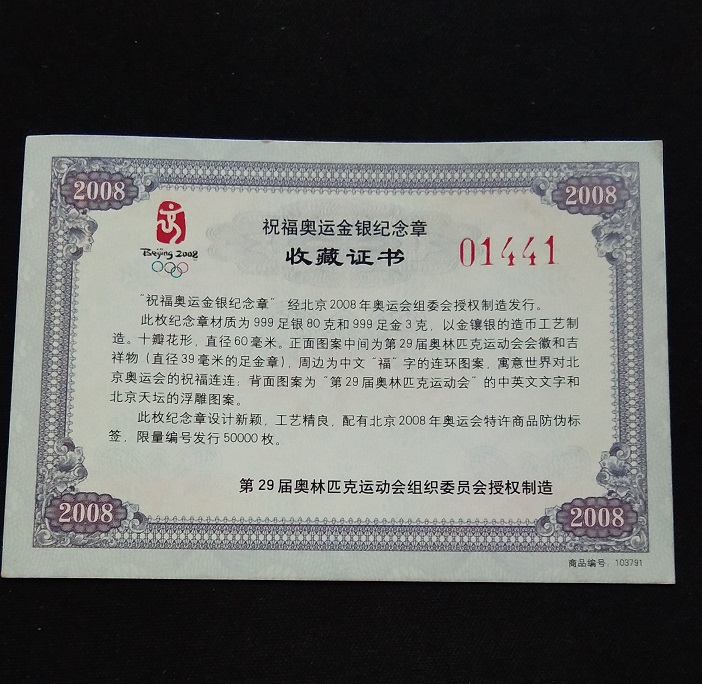 2008
2008
Beijing 2008
祝福奥运金银纪念章
收藏证书
01441
“祝福奥运金银纪念章” 经北京2008年奥运会组委会授权制造发行。
此枚纪念章材质为999足银80克和999足金3克，以金镶银的造币工艺制
造。十瓣花形，直径60毫米。正面图案中间为第29届奥林匹克运动会会徽和吉
祥物（直径39毫米的足金章），周边为中文“福”字的连环图案，寓意世界对北
京奥运会的祝福连连；背面图案为“第29届奥林匹克运动会”的中英文文字和
北京天坛的浮雕图案。
此枚纪念章设计新颖，工艺精良，配有北京2008年奥运会特许商品防伪标
签，限量编号发行50000枚。
第29届奥林匹克运动会组织委员会授权制造
2008
2008
商品编号：103791